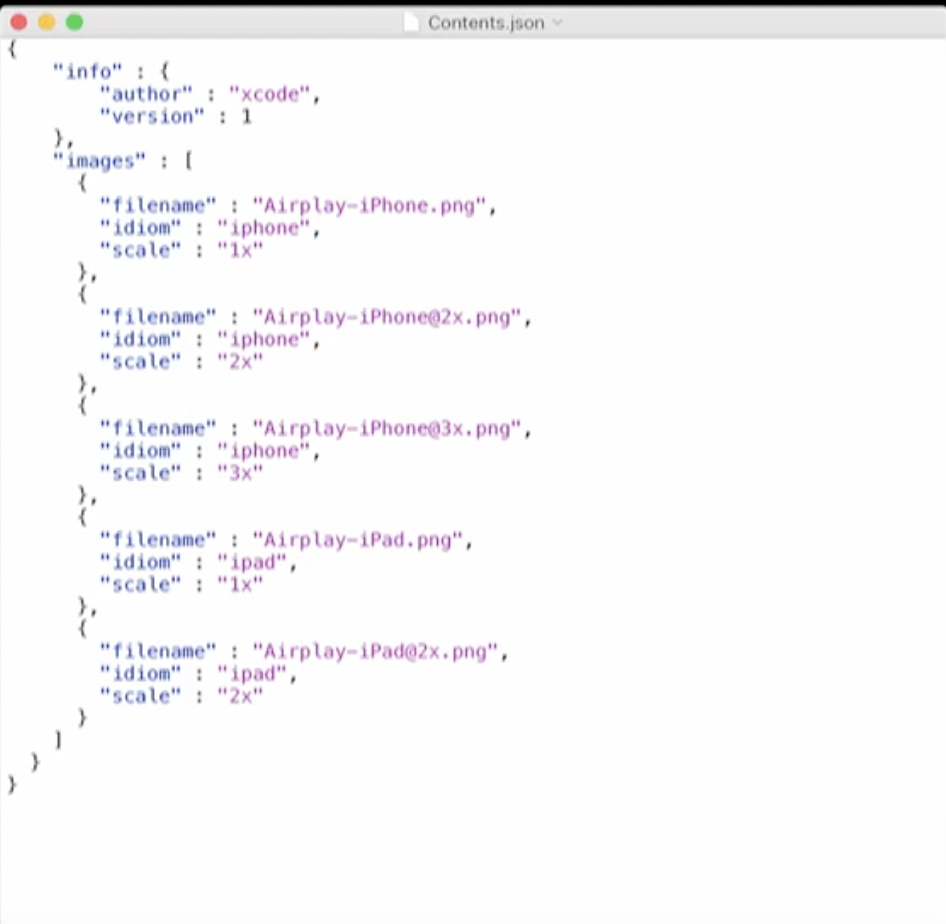 Contents.json
{
    "info" : {
        "author" : "xcode",
        "version" : 1
    },
    "images" : [
      {
        "filename" : "Airplay-iPhone.png",
        "idiom" : "iphone",
        "scale" : "1x"
      },
      {
        "filename" : "Airplay-iPhone@2x.png",
        "idiom" : "iphone",
        "scale" : "2x"
      },
      {
        "filename" : "Airplay-iPhone@3x.png",
        "idiom" : "iphone",
        "scale" : "3x"
      },
      {
        "filename" : "Airplay-iPad.png",
        "idiom" : "ipad",
        "scale" : "1x"
      },
      {
        "filename" : "Airplay-iPad@2x.png",
        "idiom" : "ipad",
        "scale" : "2x"
      }
    ]
  }
}